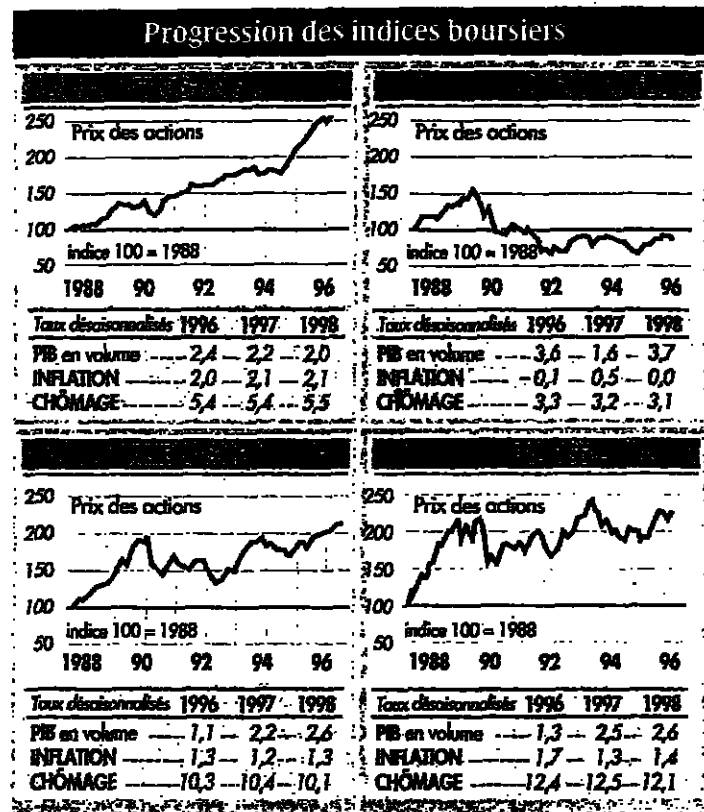 Progression des indices boursiers
250
Prix des actions
200
150
100
indice 100 = 1988
50
1988 90 92 94 96
Taux désaisonnalisés 1996 1997 1998
PIB en volume 2,4 2,2 2,0
INFLATION 2,0 2,1 2,1
CHÔMAGE 5,4 5,4 5,5
250
Prix des actions
200
150
100
indice 100 = 1988
50
1988 90 92 94 96
Taux désaisonnalisés 1996 1997 1998
PIB en volume 3,6 1,6 3,7
INFLATION -0,1 0,5 0,0
CHÔMAGE 3,3 3,2 3,1
250
Prix des actions
200
150
100
indice 100 = 1988
50
1988 90 92 94 96
Taux désaisonnalisés 1996 1997 1998
PIB en volume 1,1 2,2 2,6
INFLATION 1,3 1,2 1,3
CHÔMAGE 10,3 10,4 10,1
250
Prix des actions
200
150
100
indice 100 = 1988
50
1988 90 92 94 96
Taux désaisonnalisés 1996 1997 1998
PIB en volume 1,3 2,5 2,6
INFLATION 1,7 1,3 1,4
CHÔMAGE 12,4 12,5 12,1